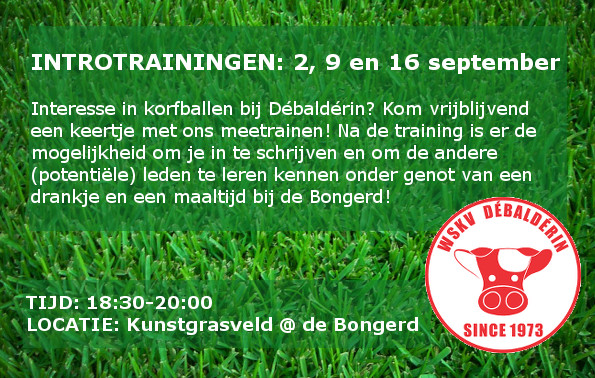 INTROTRAININGEN: 2, 9 en 16 september
Interesse in korfballen bij Débaldérin? Kom vrijblijvend
een keertje met ons meetrainen! Na de training is er de
mogelijkheid om je in te schrijven en om de andere
(potentiële) leden te leren kennen onder genot van een
drankje en een maaltijd bij de Bongerd!
WSKV DÉBALDÉRIN
SINCE 1973
TIJD: 18:30-20:00
LOCATIE: Kunstgrasveld @ de Bongerd